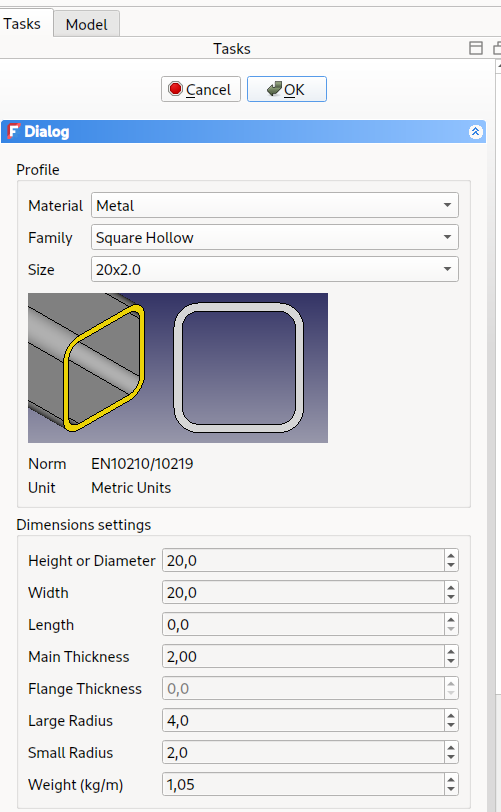 Tasks Model
Tasks
Cancel OK
Dialog
Profile
Material Metal
Family Square Hollow
Size 20x2.0
Norm EN10210/10219
Unit Metric Units
Dimensions settings
Height or Diameter 20,0
Width 20,0
Length 0,0
Main Thickness 2,00
Flange Thickness 0,0
Large Radius 4,0
Small Radius 2,0
Weight (kg/m) 1,05